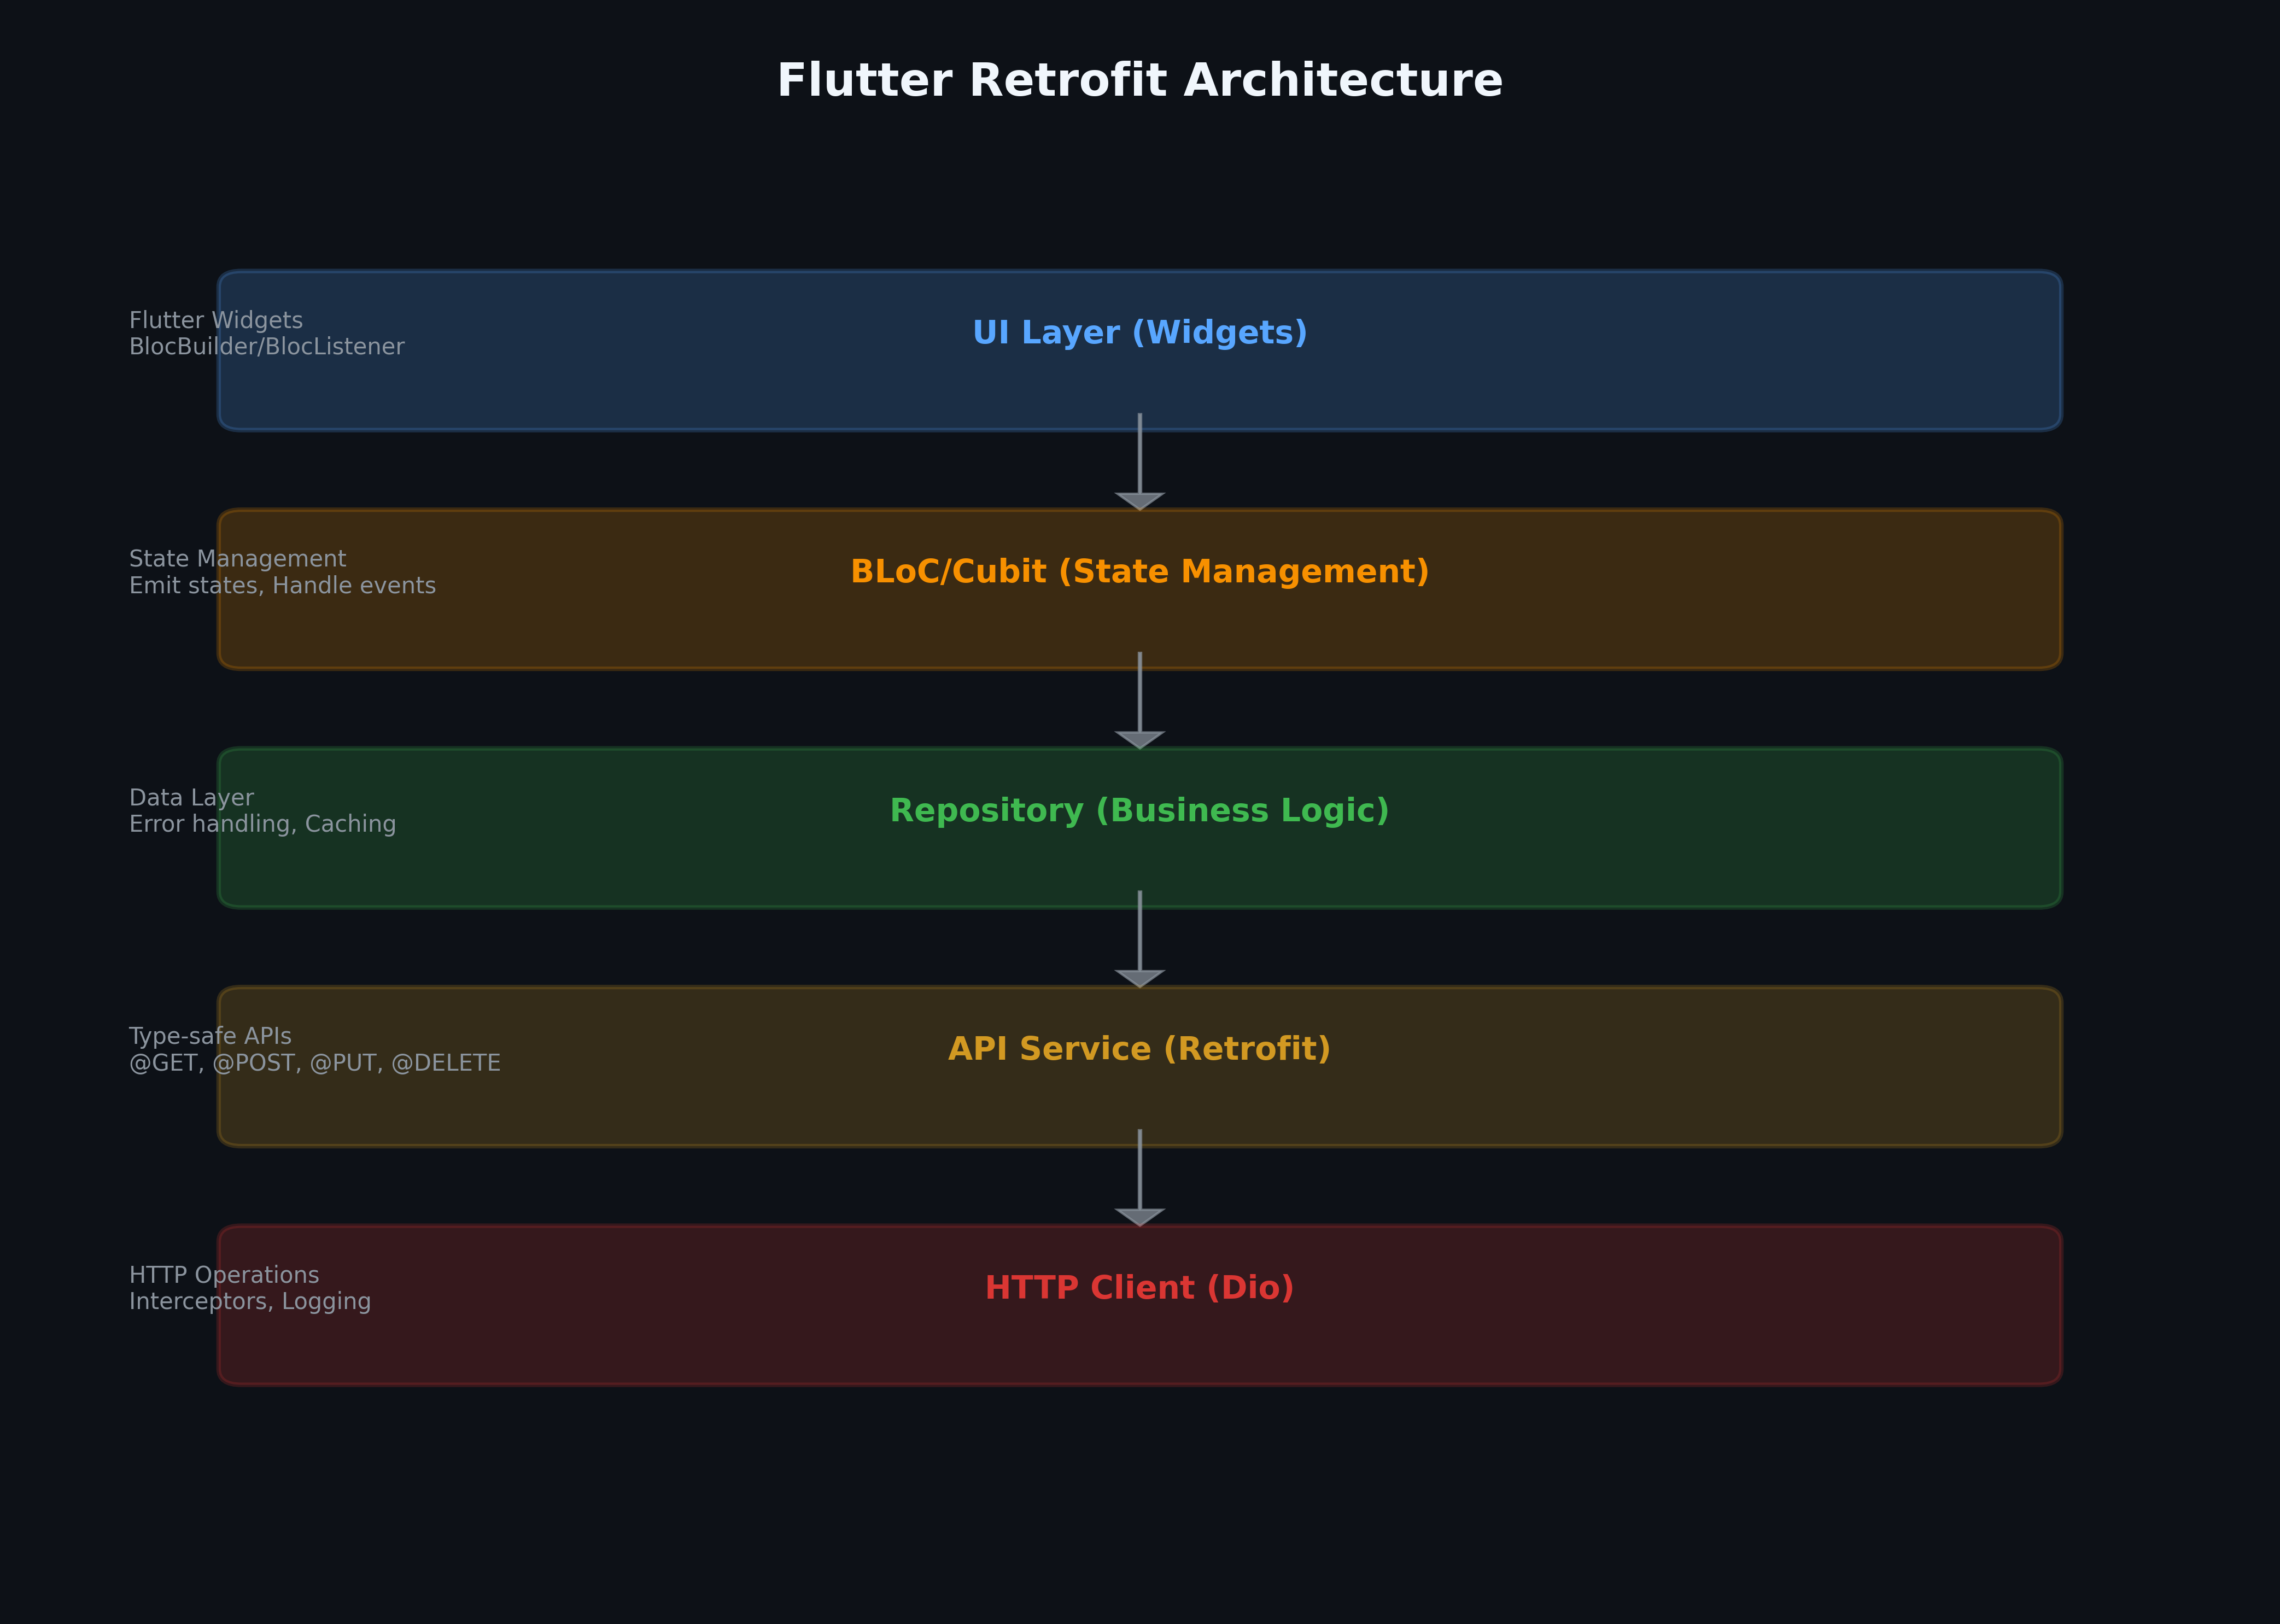 Flutter Retrofit Architecture
Flutter Widgets
BlocBuilder/BlocListener
UI Layer (Widgets)
State Management
Emit states, Handle events
BLoC/Cubit (State Management)
Data Layer
Error handling, Caching
Repository (Business Logic)
Type-safe APIs
@GET, @POST, @PUT, @DELETE
API Service (Retrofit)
HTTP Operations
Interceptors, Logging
HTTP Client (Dio)